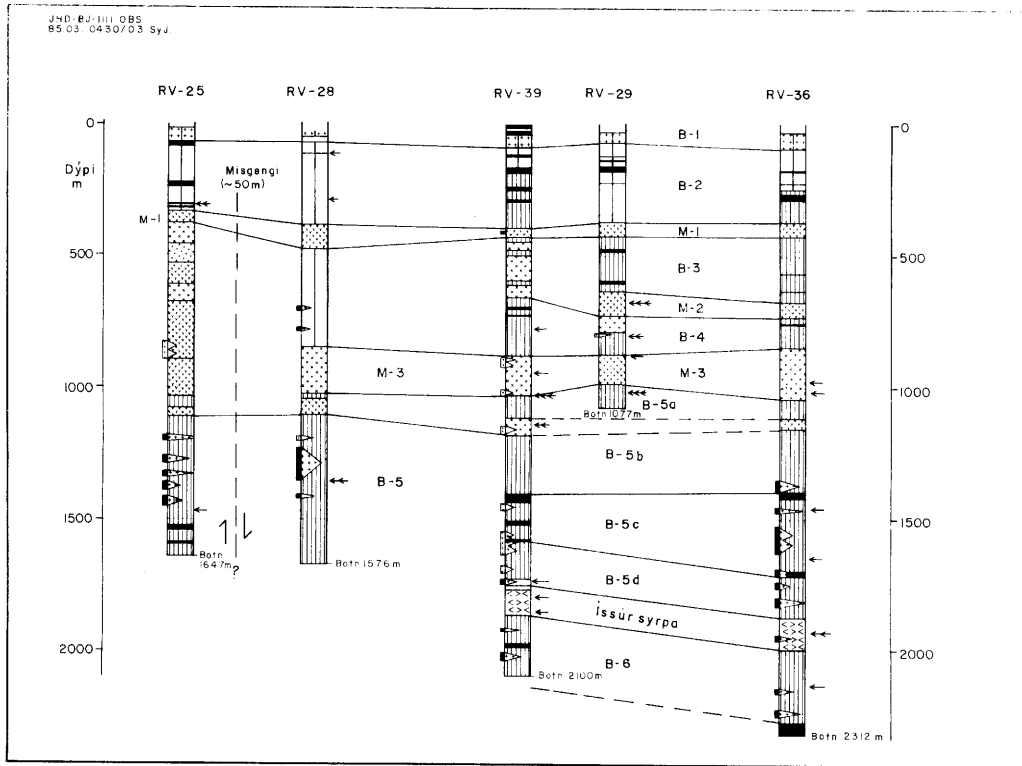 JHD-BJ-1111 OBS
85.03. 0430/03 SyJ.
RV-25
RV-28
RV-39
RV-29
RV-36
0
0
B-1
Dýpi
m
Misgengi
(~50m)
B-2
M-1
M-1
500
500
B-3
M-2
B-4
M-3
M-3
1000
1000
B-5a
Botn 1077m
B-5b
B-5
1500
1500
B-5c
Botn
1647m
?
Botn 1576m
B-5d
Íssúr syrpa
2000
2000
B-6
Botn 2100m
Botn 2312m